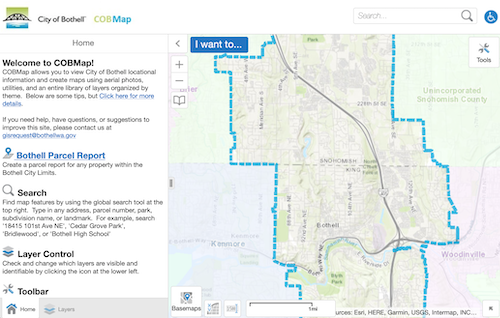 City of Bothell™ COBMap
Search...
Home
Welcome to COBMap!
COBMap allows you to view City of Bothell locational
information and create maps using aerial photos,
utilities, and an entire library of layers organized by
theme. Below are some tips, but Click here for more
details.
If you need help, have questions, or suggestions to
improve this site, please contact us at
gisrequest@bothellwa.gov
Bothell Parcel Report
Create a parcel report for any property within the
Bothell City Limits.
Search
Find map features by using the global search tool at the
top right. Type in any address, parcel number, park,
subdivision name, or landmark. For example, search
'18415 101st Ave NE', 'Cedar Grove Park',
'Bridlewood', or 'Bothell High School'
Layer Control
Check and change which layers are visible and
identifiable by clicking the icon at the lower left.
Toolbar
Home
Layers
I want to...
Tools
Park
Unincorporated
Snohomish County
228th St SE
SNOHOMISH
KING
Bothell
Kenmore
Blyth
Park
Woodinville
Basemaps
1mi
urces: Esri, HERE, Garmin, USGS, Intermap, INC...